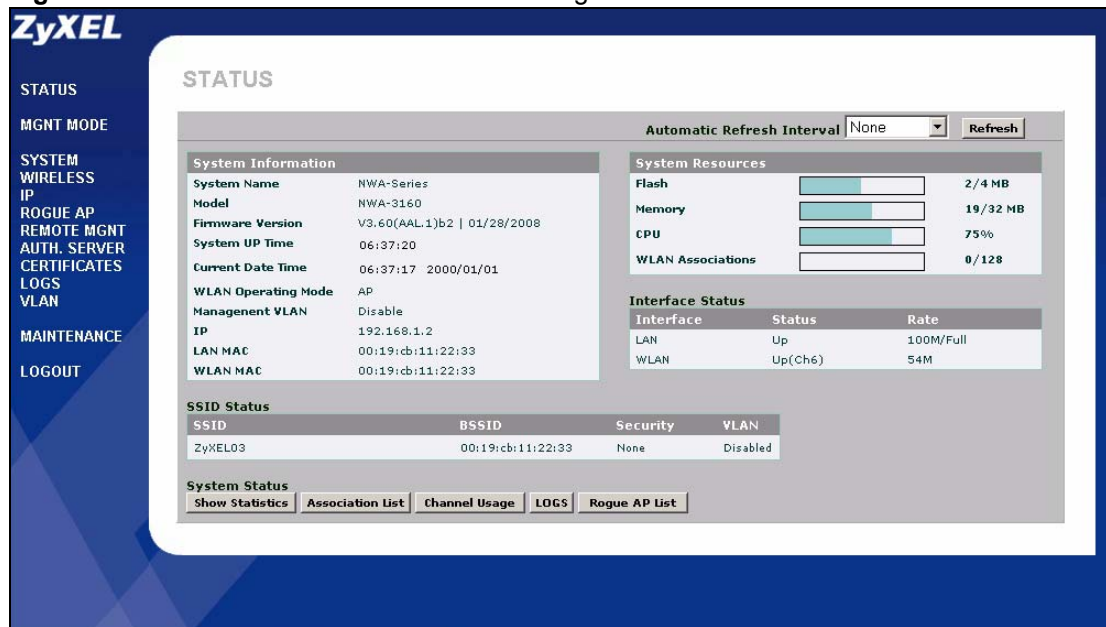 ZyXEL
STATUS
MGNT MODE
SYSTEM
WIRELESS
IP
ROGUE AP
REMOTE MGNT
AUTH. SERVER
CERTIFICATES
LOGS
VLAN
MAINTENANCE
LOGOUT
STATUS
Automatic Refresh Interval None Refresh
System Information
System Name NWA-Series
Model NWA-3160
Firmware Version V3.60(AAL.1)b2 | 01/28/2008
System UP Time 06:37:20
Current Date Time 06:37:17 2000/01/01
WLAN Operating Mode AP
Management VLAN Disable
IP 192.168.1.2
LAN MAC 00:19:cb:11:22:33
WLAN MAC 00:19:cb:11:22:33
System Resources
Flash 2/4 MB
Memory 19/32 MB
CPU 75%
WLAN Associations 0/128
Interface Status
Interface Status Rate
LAN Up 100M/Full
WLAN Up(Ch6) 54M
SSID Status
SSID BSSID Security VLAN
ZyXEL03 00:19:cb:11:22:33 None Disabled
System Status
Show Statistics Association List Channel Usage LOGS Rogue AP List